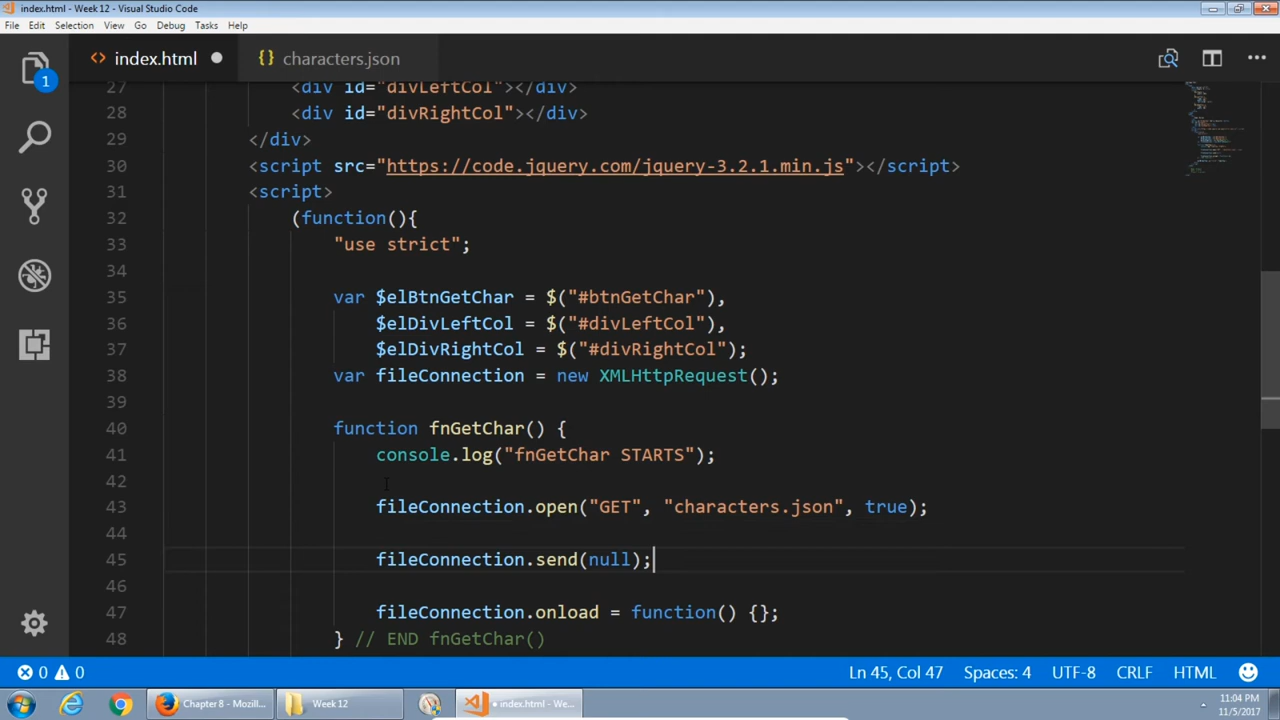 index.html - Week 12 - Visual Studio Code
File Edit Selection View Go Debug Tasks Help
index.html
characters.json
1
27 <div id="divLeftCol"></div>
28 <div id="divRightCol"></div>
29 </div>
30 <script src="https://code.jquery.com/jquery-3.2.1.min.js"></script>
31 <script>
32 (function(){
33 "use strict";
34
35 var $elBtnGetChar = $("#btnGetChar"),
36 $elDivLeftCol = $("#divLeftCol"),
37 $elDivRightCol = $("#divRightCol");
38 var fileConnection = new XMLHttpRequest();
39
40 function fnGetChar() {
41 console.log("fnGetChar STARTS");
42
43 fileConnection.open("GET", "characters.json", true);
44
45 fileConnection.send(null);
46
47 fileConnection.onload = function() {};
48 } // END fnGetChar()
0 0 Ln 45, Col 47 Spaces: 4 UTF-8 CRLF HTML
Chapter 8 - Mozill... Week 12 • index.html - We... 11:04 PM
11/5/2017